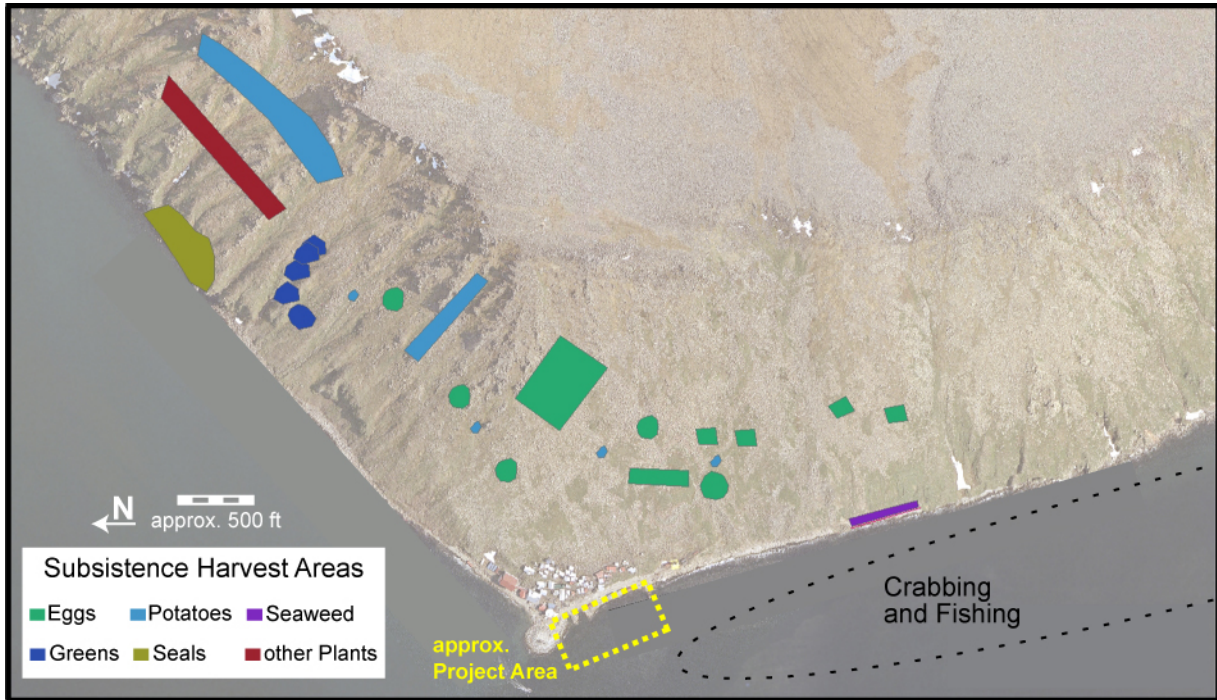 N
approx. 500 ft
Subsistence Harvest Areas
Eggs
Potatoes
Seaweed
Greens
Seals
other Plants
approx.
Project Area
Crabbing
and Fishing